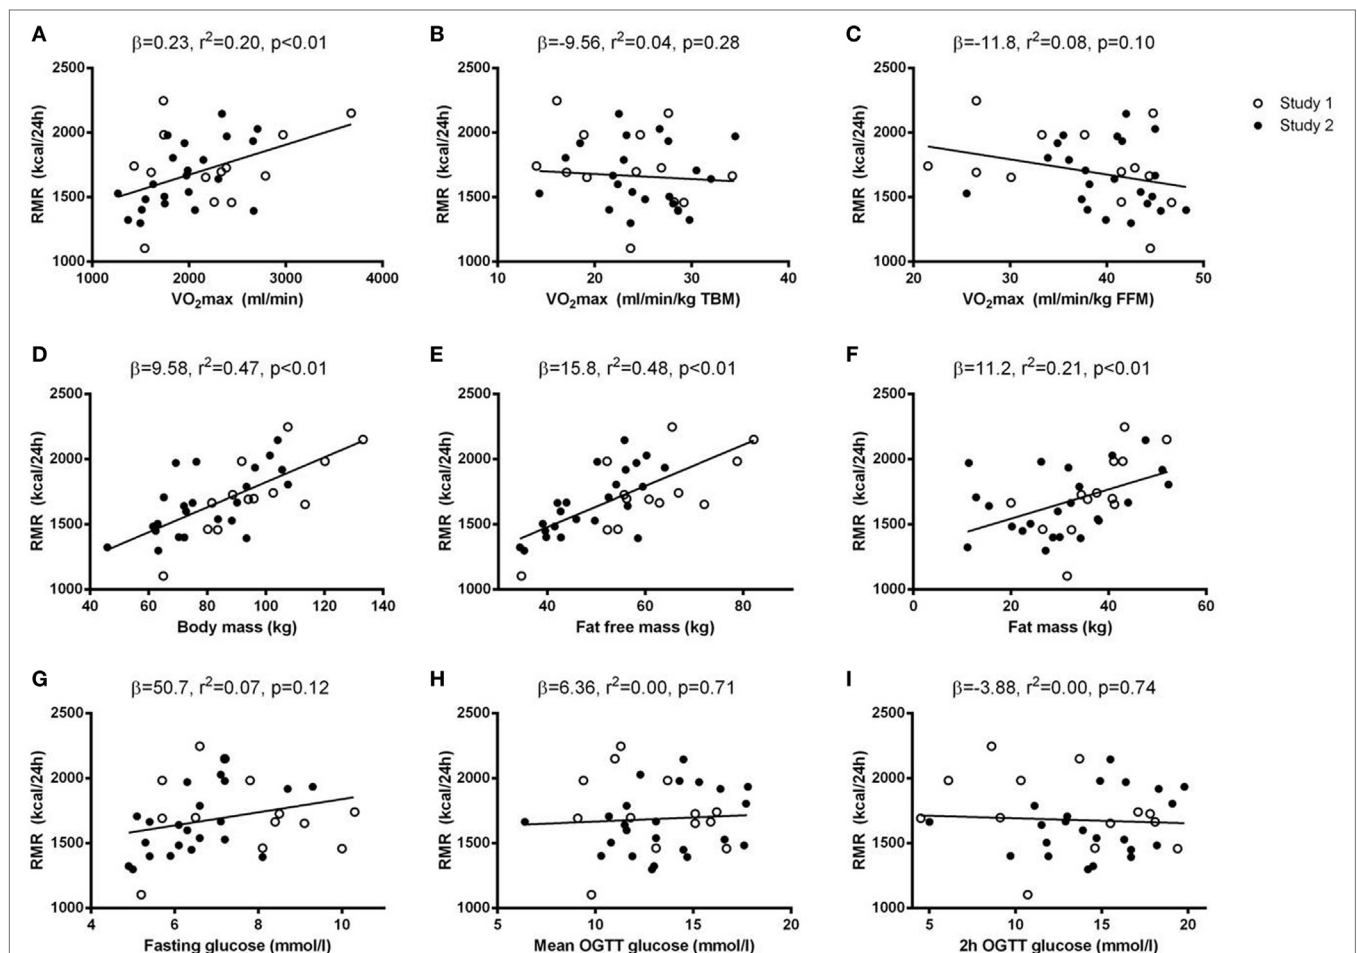 A
β=0.23, r2=0.20, p<0.01
RMR (kcal/24h)
2500
2000
1500
1000
1000 2000 3000 4000
VO2max (ml/min)
B
β=-9.56, r2=0.04, p=0.28
RMR (kcal/24h)
2500
2000
1500
1000
10 20 30 40
VO2max (ml/min/kg TBM)
C
β=-11.8, r2=0.08, p=0.10
RMR (kcal/24h)
2500
2000
1500
1000
20 30 40 50
VO2max (ml/min/kg FFM)
Study 1
Study 2
D
β=9.58, r2=0.47, p<0.01
RMR (kcal/24h)
2500
2000
1500
1000
40 60 80 100 120 140
Body mass (kg)
E
β=15.8, r2=0.48, p<0.01
RMR (kcal/24h)
2500
2000
1500
1000
40 60 80
Fat free mass (kg)
F
β=11.2, r2=0.21, p<0.01
RMR (kcal/24h)
2500
2000
1500
1000
0 20 40 60
Fat mass (kg)
G
β=50.7, r2=0.07, p=0.12
RMR (kcal/24h)
2500
2000
1500
1000
4 6 8 10
Fasting glucose (mmol/l)
H
β=6.36, r2=0.00, p=0.71
RMR (kcal/24h)
2500
2000
1500
1000
5 10 15 20
Mean OGTT glucose (mmol/l)
I
β=-3.88, r2=0.00, p=0.74
RMR (kcal/24h)
2500
2000
1500
1000
5 10 15 20
2h OGTT glucose (mmol/l)